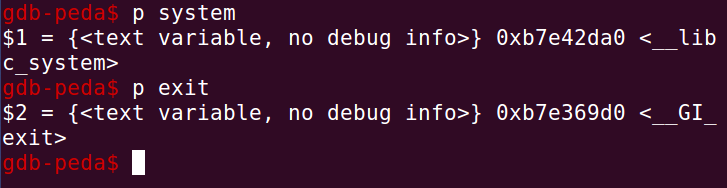 gdb-peda$ p system
$1 = {<text variable, no debug info>} 0xb7e42da0 <__lib
c_system>
gdb-peda$ p exit
$2 = {<text variable, no debug info>} 0xb7e369d0 <__GI_
exit>
gdb-peda$